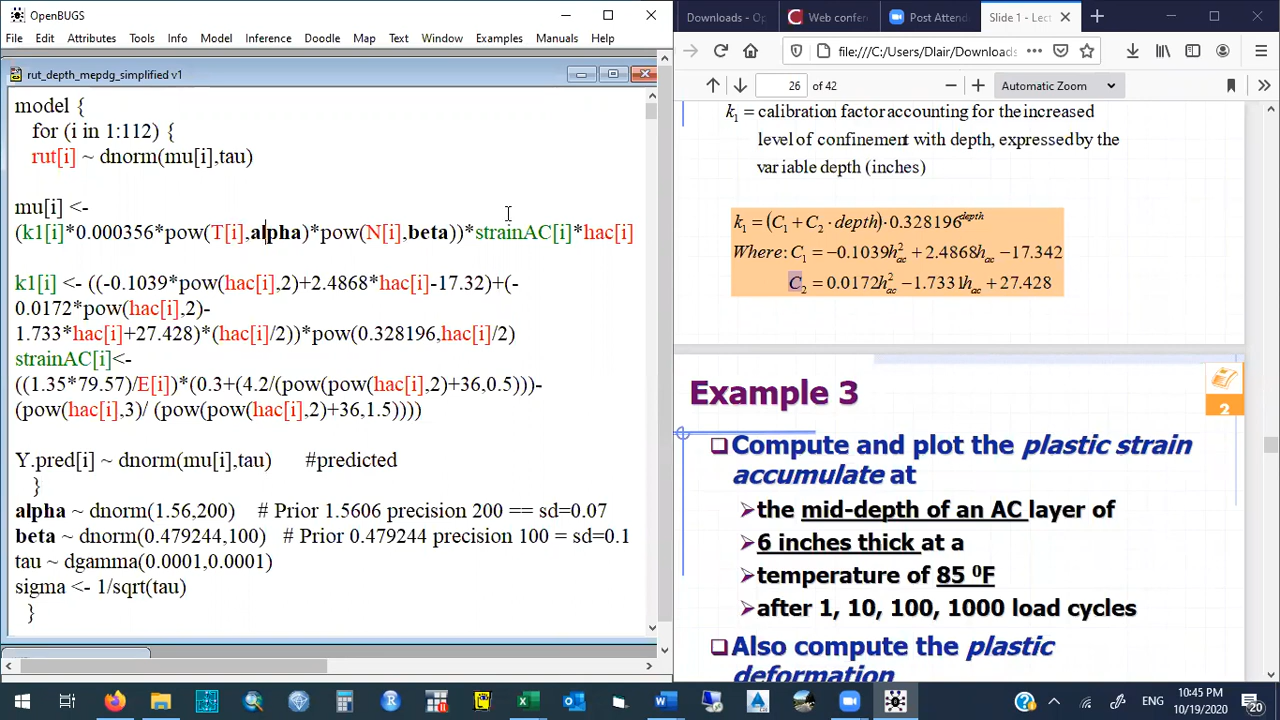 OpenBUGS
File Edit Attributes Tools Info Model Inference Doodle Map Text Window Examples Manuals Help
rut_depth_mepdg_simplified v1
model {
for (i in 1:112) {
rut[i] ~ dnorm(mu[i],tau)
mu[i] <-
(k1[i]*0.000356*pow(T[i],alpha)*pow(N[i],beta))*strainAC[i]*hac[i]
k1[i] <- ((-0.1039*pow(hac[i],2)+2.4868*hac[i]-17.32)+(-
0.0172*pow(hac[i],2)-
1.733*hac[i]+27.428)*(hac[i]/2))*pow(0.328196,hac[i]/2)
strainAC[i]<-
((1.35*79.57)/E[i])*(0.3+(4.2/(pow(pow(hac[i],2)+36,0.5)))-
(pow(hac[i],3)/ (pow(pow(hac[i],2)+36,1.5))))
Y.pred[i] ~ dnorm(mu[i],tau) #predicted
}
alpha ~ dnorm(1.56,200) # Prior 1.5606 precision 200 == sd=0.07
beta ~ dnorm(0.479244,100) # Prior 0.479244 precision 100 = sd=0.1
tau ~ dgamma(0.0001,0.0001)
sigma <- 1/sqrt(tau)
}
Downloads - Op
Web confer
Post Attenda
Slide 1 - Lect
file:///C:/Users/Dlair/Downloads
26 of 42
Automatic Zoom
k1 = calibration factor accounting for the increased
level of confinement with depth, expressed by the
variable depth (inches)
k1 = (C1 + C2 · depth) · 0.328196^depth
Where: C1 = −0.1039h²ac + 2.4868hac − 17.342
C2 = 0.0172h²ac − 1.7331hac + 27.428
2
Example 3
Compute and plot the plastic strain
accumulate at
the mid-depth of an AC layer of
6 inches thick at a
temperature of 85 ⁰F
after 1, 10, 100, 1000 load cycles
Also compute the plastic
deformation
ENG
10:45 PM
10/19/2020
20